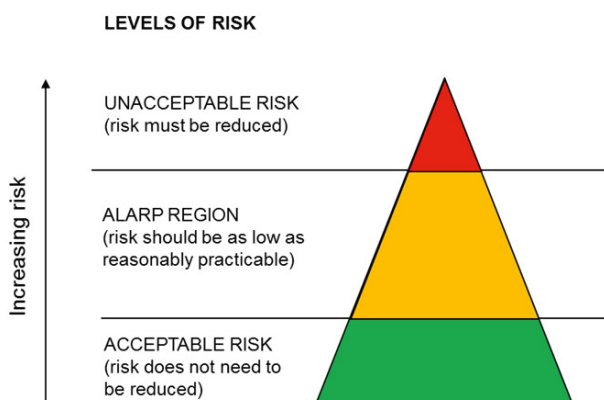 LEVELS OF RISK
UNACCEPTABLE RISK
(risk must be reduced)
ALARP REGION
(risk should be as low as
reasonably practicable)
ACCEPTABLE RISK
(risk does not need to
be reduced)
Increasing risk